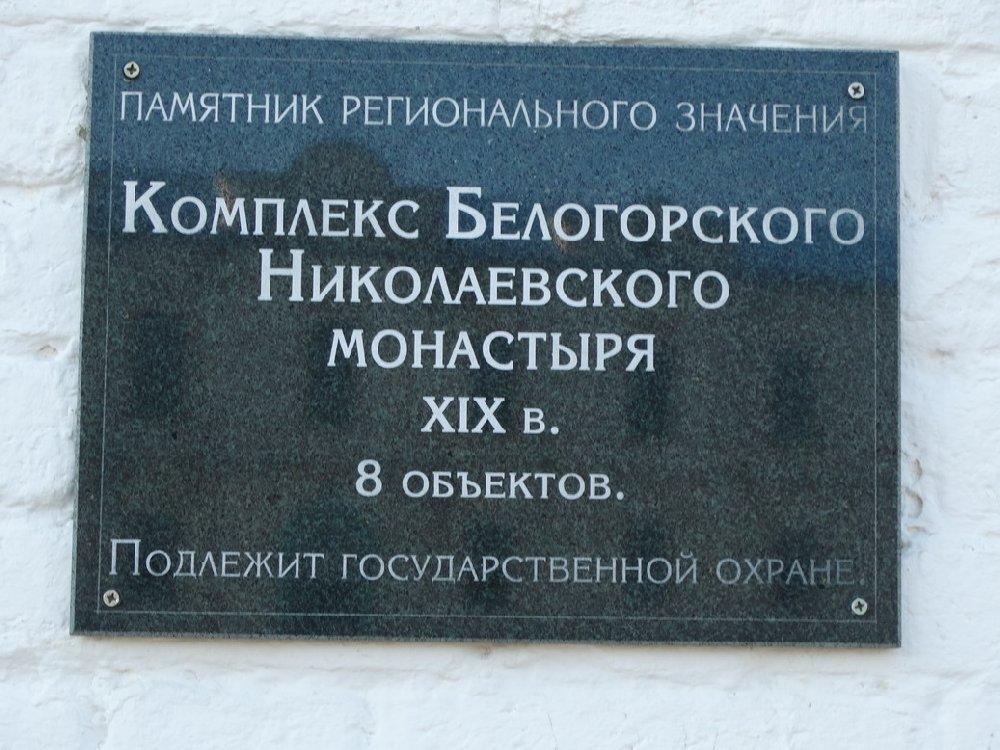 ПАМЯТНИК РЕГИОНАЛЬНОГО ЗНАЧЕНИЯ
КОМПЛЕКС БЕЛОГОРСКОГО
НИКОЛАЕВСКОГО
МОНАСТЫРЯ
XIX В.
8 ОБЪЕКТОВ.
ПОДЛЕЖИТ ГОСУДАРСТВЕННОЙ ОХРАНЕ.